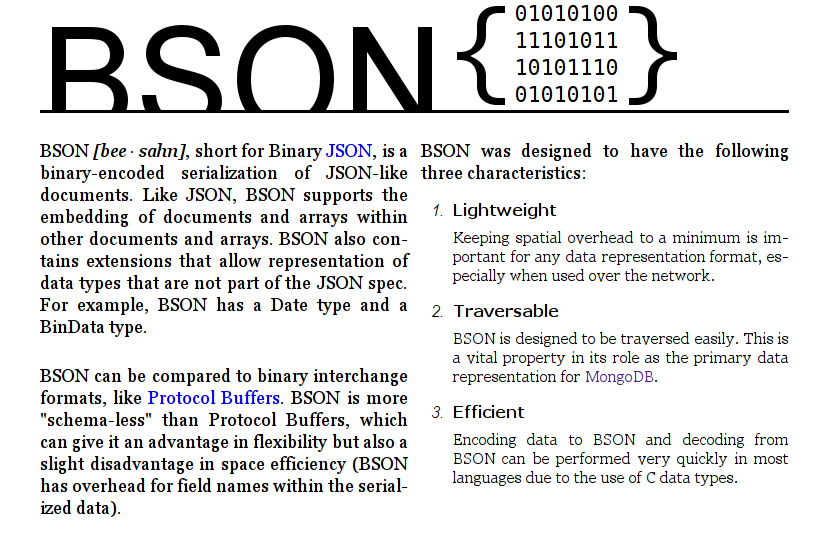 BSON
{
01010100
11101011
10101110
01010101
}
BSON [bee · sahn], short for Binary JSON, is a
binary-encoded serialization of JSON-like
documents. Like JSON, BSON supports the
embedding of documents and arrays within
other documents and arrays. BSON also con-
tains extensions that allow representation of
data types that are not part of the JSON spec.
For example, BSON has a Date type and a
BinData type.
BSON can be compared to binary interchange
formats, like Protocol Buffers. BSON is more
"schema-less" than Protocol Buffers, which
can give it an advantage in flexibility but also a
slight disadvantage in space efficiency (BSON
has overhead for field names within the serial-
ized data).
BSON was designed to have the following
three characteristics:
1. Lightweight
Keeping spatial overhead to a minimum is im-
portant for any data representation format, es-
pecially when used over the network.
2. Traversable
BSON is designed to be traversed easily. This is
a vital property in its role as the primary data
representation for MongoDB.
3. Efficient
Encoding data to BSON and decoding from
BSON can be performed very quickly in most
languages due to the use of C data types.